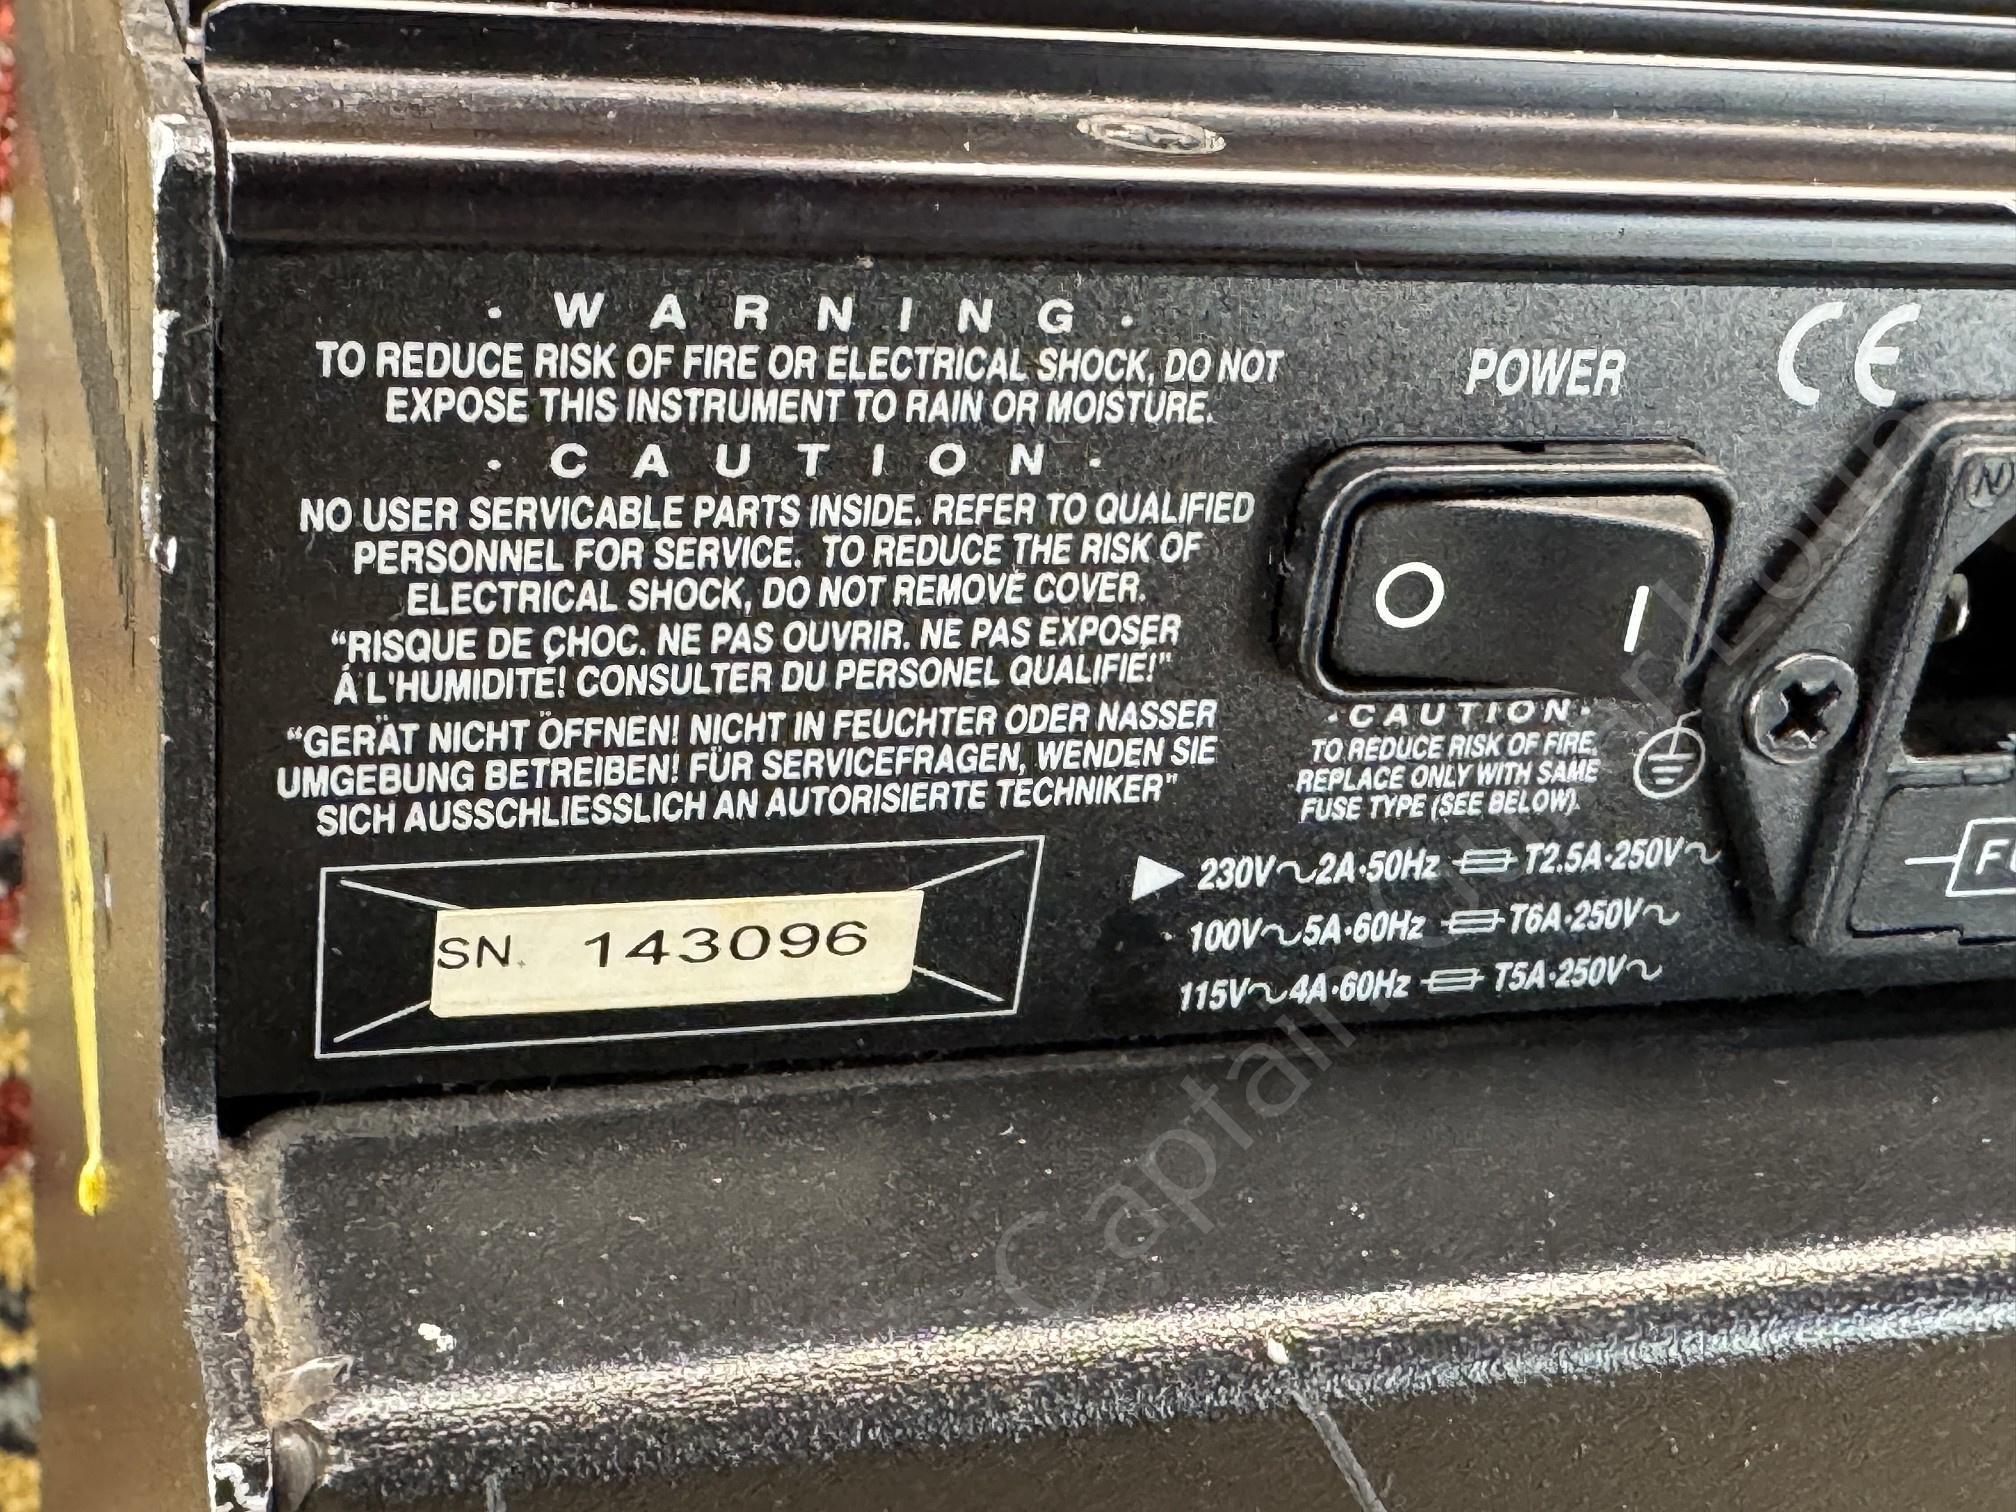 · W A R N I N G ·
TO REDUCE RISK OF FIRE OR ELECTRICAL SHOCK, DO NOT
EXPOSE THIS INSTRUMENT TO RAIN OR MOISTURE.
· C A U T I O N ·
NO USER SERVICABLE PARTS INSIDE. REFER TO QUALIFIED
PERSONNEL FOR SERVICE. TO REDUCE THE RISK OF
ELECTRICAL SHOCK, DO NOT REMOVE COVER.
“RISQUE DE CHOC. NE PAS OUVRIR. NE PAS EXPOSER
Á L'HUMIDITÉ! CONSULTER DU PERSONEL QUALIFIÉ!"
“GERÄT NICHT ÖFFNEN! NICHT IN FEUCHTER ODER NASSER
UMGEBUNG BETREIBEN! FÜR SERVICEFRAGEN, WENDEN SIE
SICH AUSSCHLIESSLICH AN AUTORISIERTE TECHNIKER"
SN. 143096
POWER
CE
O I
· C A U T I O N ·
TO REDUCE RISK OF FIRE,
REPLACE ONLY WITH SAME
FUSE TYPE (SEE BELOW).
230V~2A·50Hz T2.5A·250V~
100V~5A·60Hz T6A·250V~
115V~4A·60Hz T5A·250V~
Captain Guitar Loun